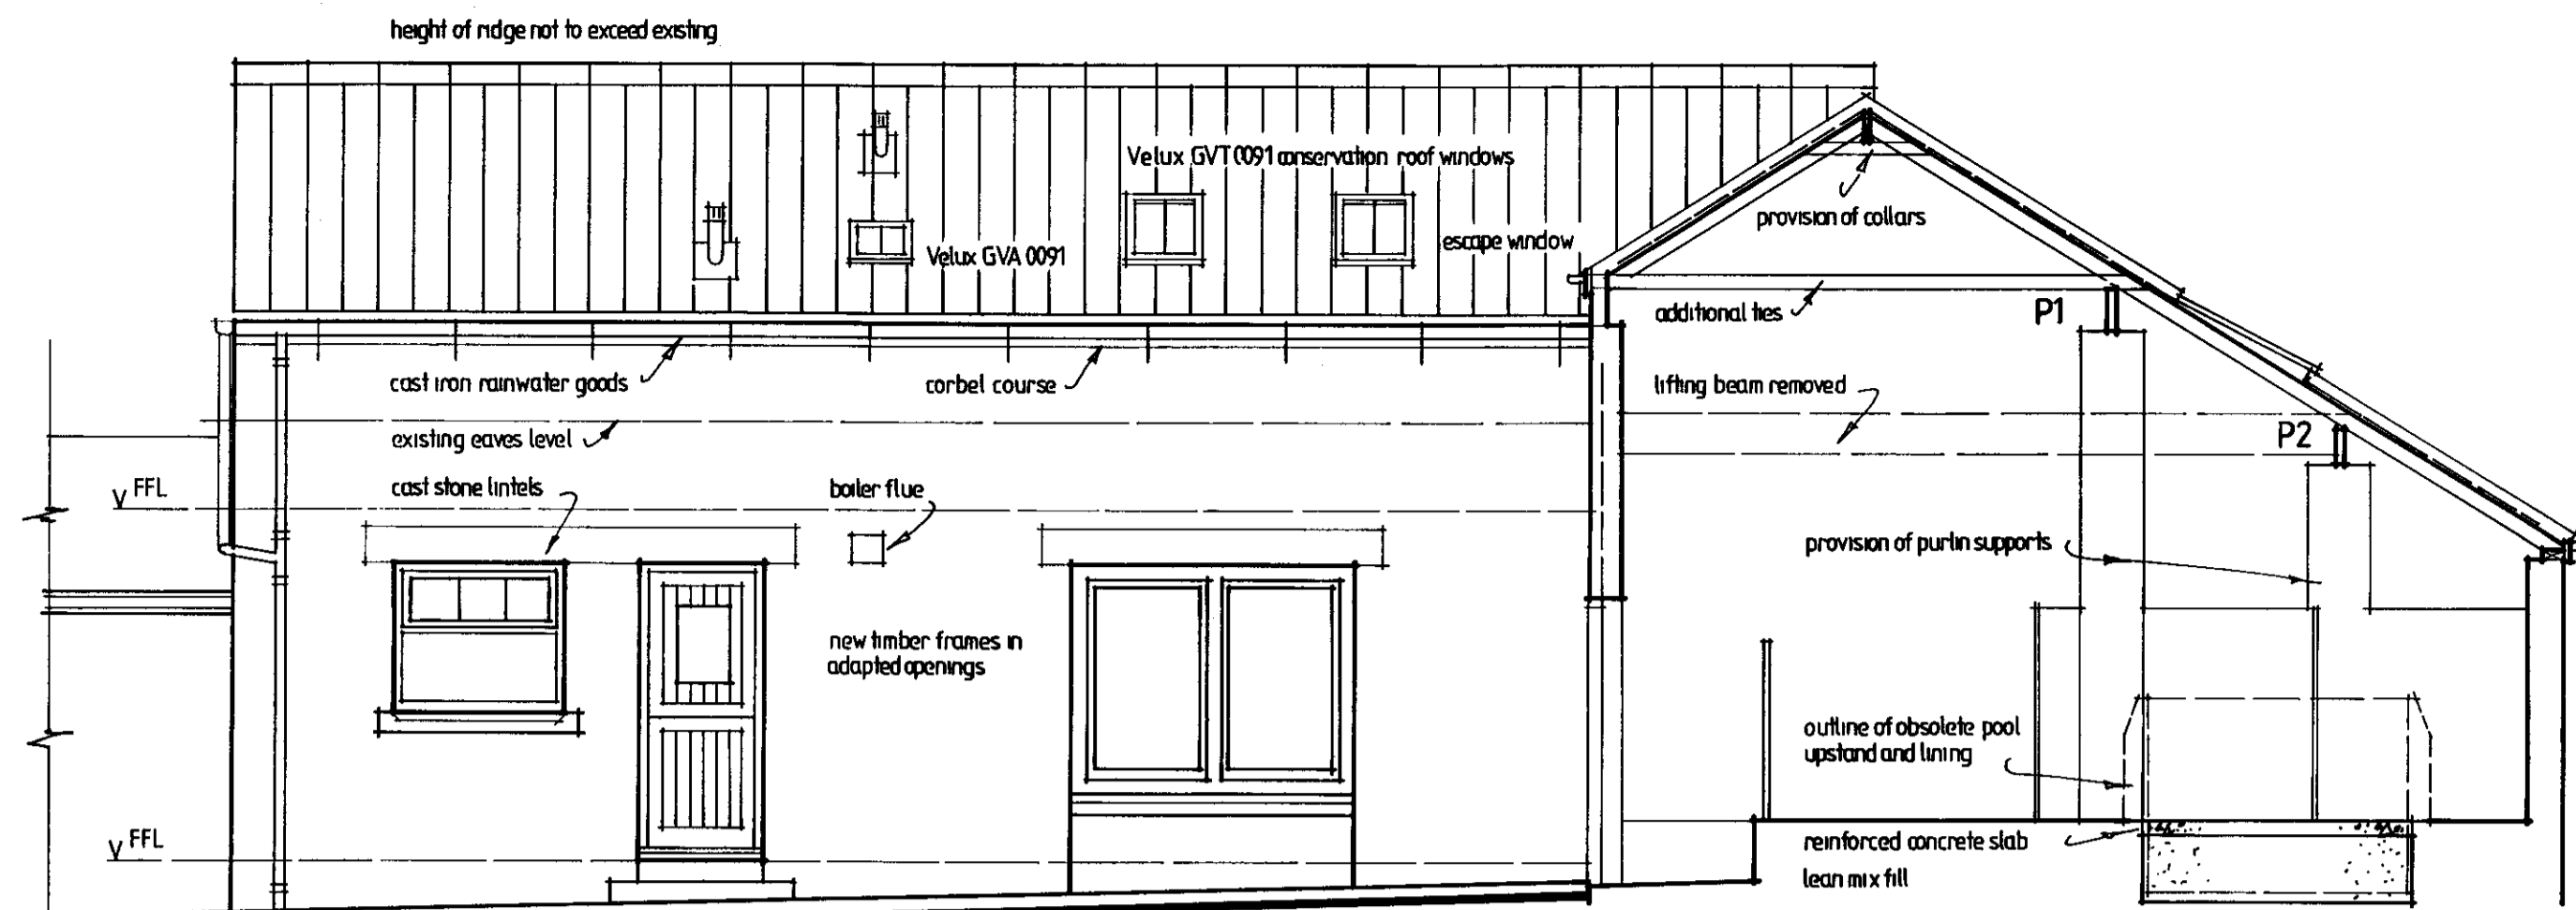 height of ridge not to exceed existing
Velux GVT 0091 conservation roof windows
provision of collars
escape window
Velux GVA 0091
additional ties
P1
cast iron rainwater goods
corbel course
lifting beam removed
existing eaves level
P2
cast stone lintels
boiler flue
V FFL
provision of purlin supports
new timber frames in
adapted openings
outline of obsolete pool
upstand and lining
V FFL
reinforced concrete slab
lean mix fill